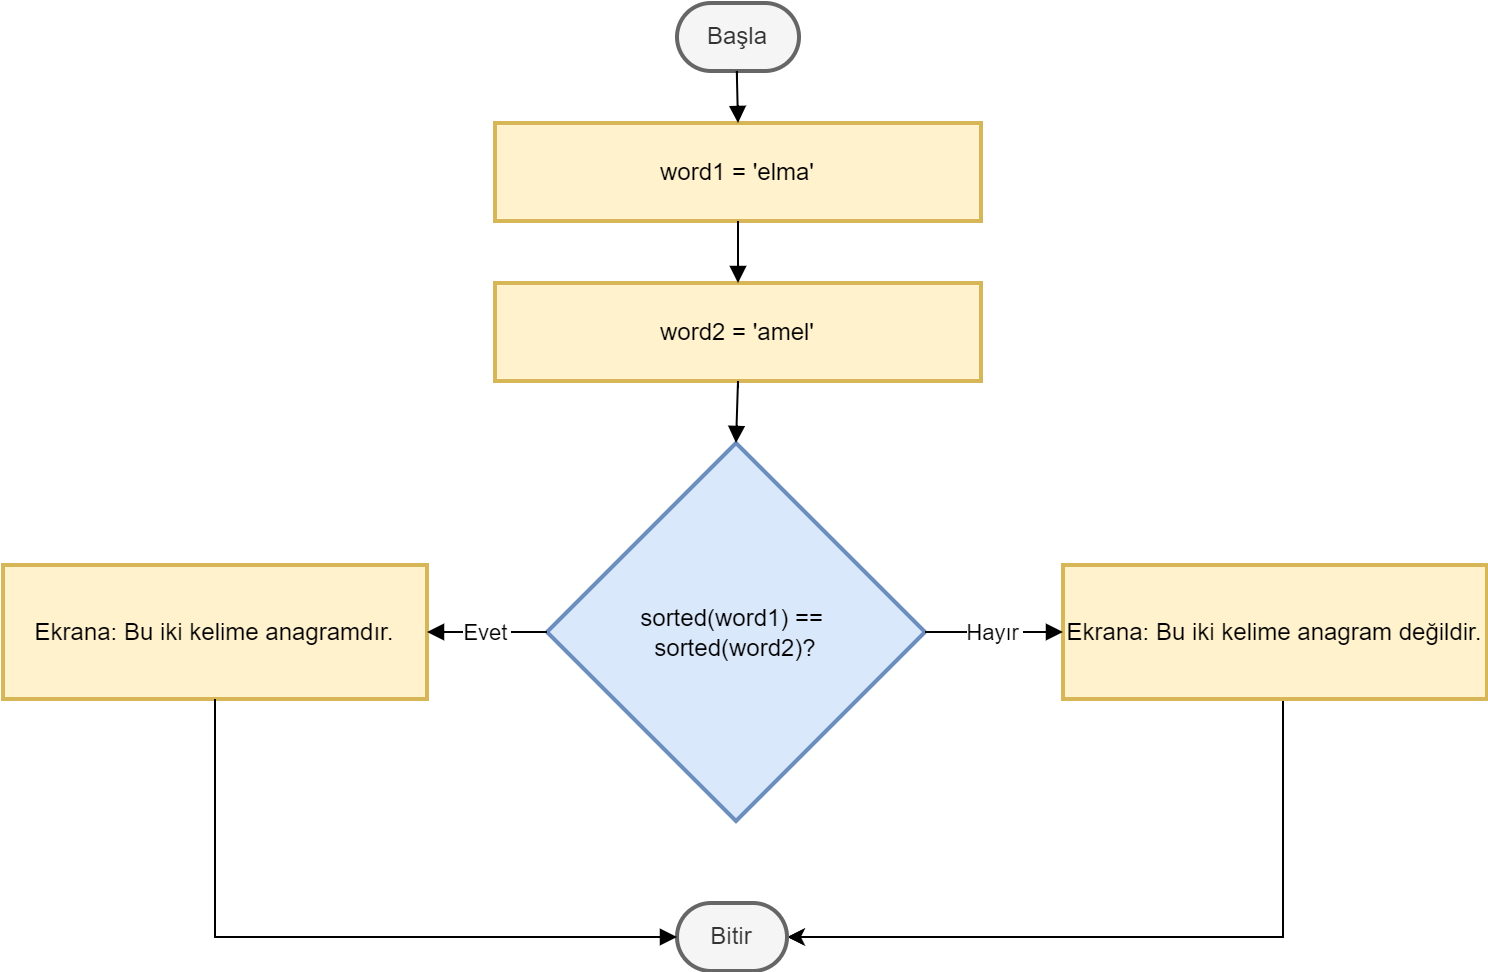 Başla
word1 = 'elma'
word2 = 'amel'
sorted(word1) ==
sorted(word2)?
Evet
Hayır
Ekrana: Bu iki kelime anagramdır.
Ekrana: Bu iki kelime anagram değildir.
Bitir